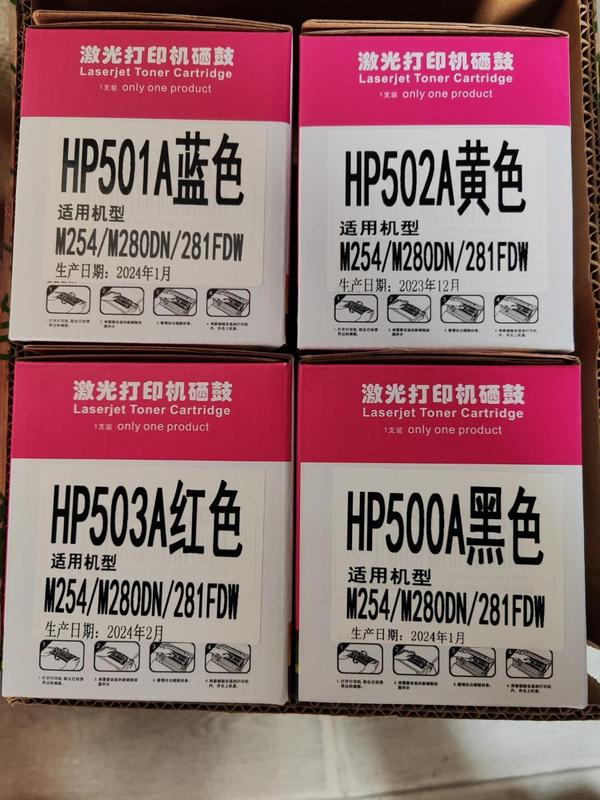 激光打印机硒鼓
Laserjet Toner Cartridge
1支装 only one product
HP501A蓝色
适用机型
M254/M280DN/281FDW
生产日期：2024年1月
激光打印机硒鼓
Laserjet Toner Cartridge
1支装 only one product
HP502A黄色
适用机型
M254/M280DN/281FDW
生产日期：2023年12月
激光打印机硒鼓
Laserjet Toner Cartridge
1支装 only one product
HP503A红色
适用机型
M254/M280DN/281FDW
生产日期：2024年2月
激光打印机硒鼓
Laserjet Toner Cartridge
1支装 only one product
HP500A黑色
适用机型
M254/M280DN/281FDW
生产日期：2024年1月